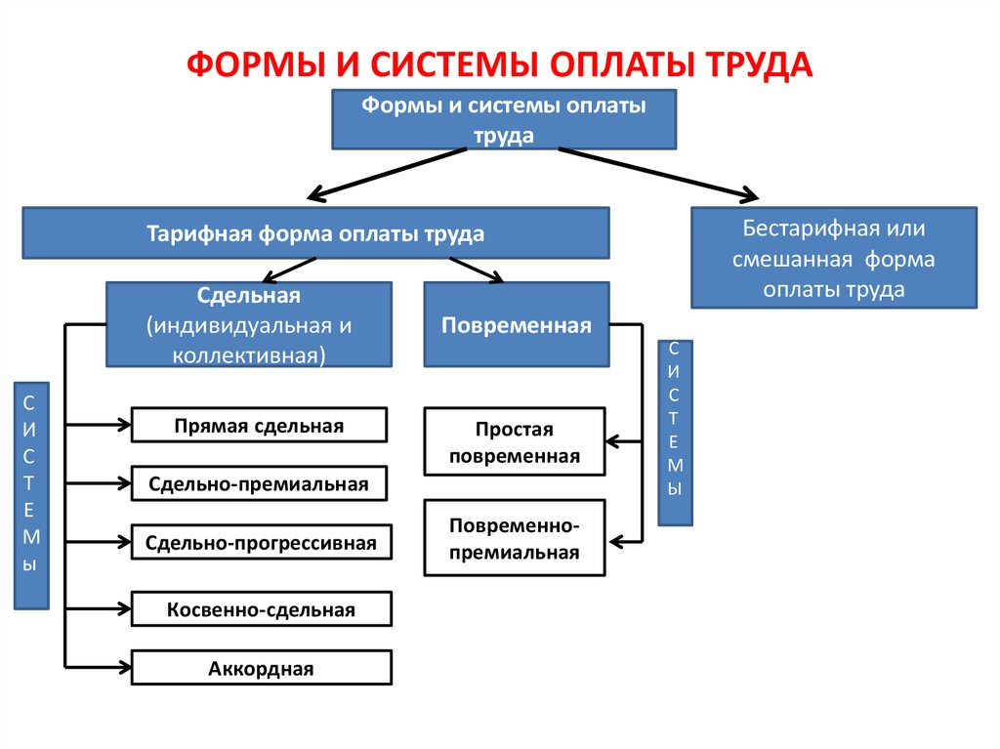 ФОРМЫ И СИСТЕМЫ ОПЛАТЫ ТРУДА
Формы и системы оплаты
труда
Тарифная форма оплаты труда
Бестарифная или
смешанная форма
оплаты труда
Сдельная
(индивидуальная и
коллективная)
Повременная
С
И
С
Т
Е
М
ы
Прямая сдельная
Сдельно-премиальная
Сдельно-прогрессивная
Косвенно-сдельная
Аккордная
Простая
повременная
Повременно-
премиальная
С
И
С
Т
Е
М
Ы